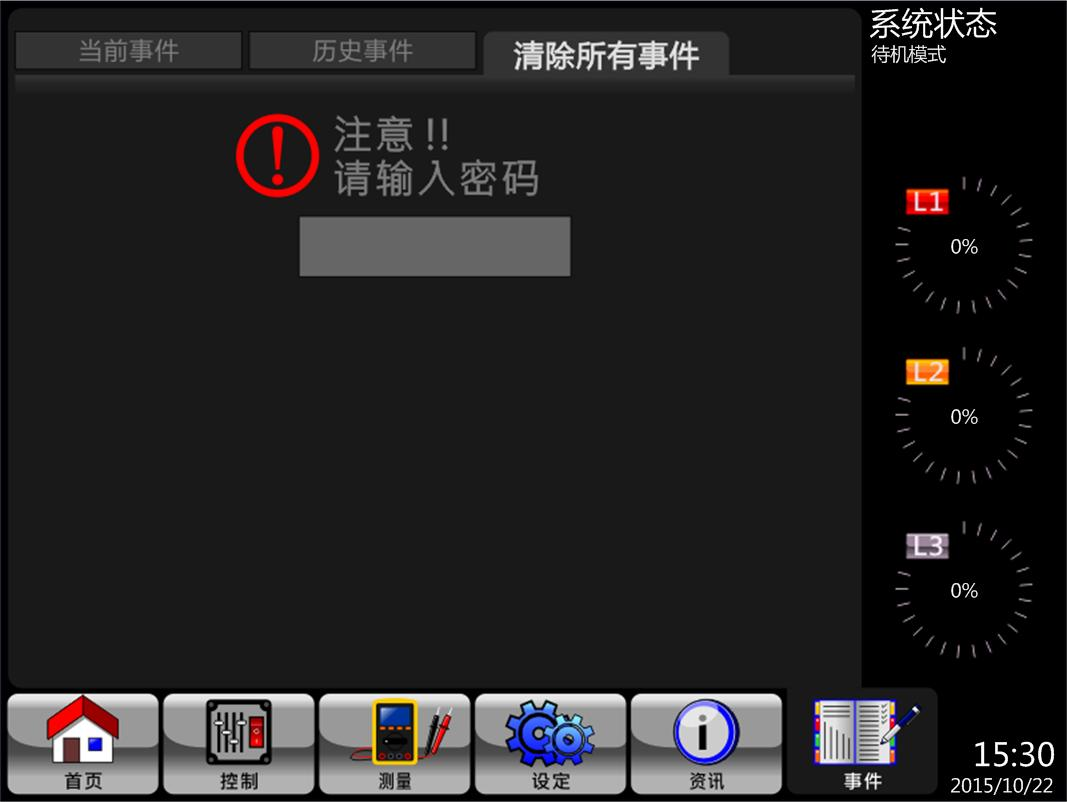 当前事件
历史事件
清除所有事件
系统状态
待机模式
注意!!
请输入密码
L1
0%
L2
0%
L3
0%
首页
控制
测量
设定
资讯
事件
15:30
2015/10/22